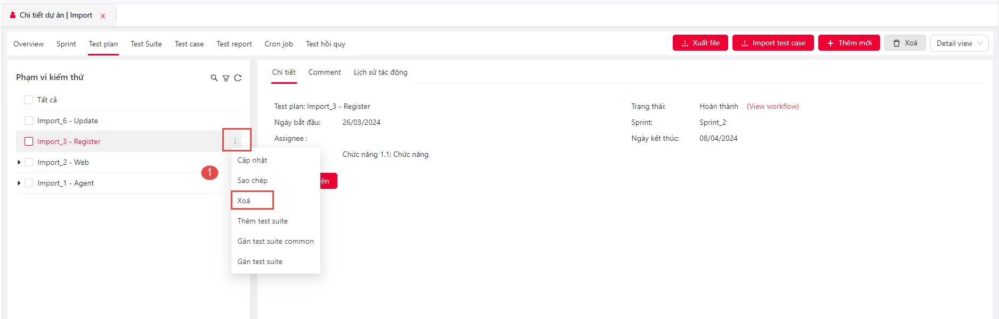 Chi tiết dự án | Import
Overview Sprint Test plan Test Suite Test case Test report Cron job Test hồi quy
Xuất file Import test case Thêm mới Xoá Detail view
Phạm vi kiểm thử
Tất cả
Import_6 - Update
Import_3 - Register
Import_2 - Web
Import_1 - Agent
1
Cập nhật
Sao chép
Xoá
Thêm test suite
Gán test suite common
Gán test suite
Chi tiết Comment Lịch sử tác động
Test plan: Import_3 - Register
Ngày bắt đầu: 26/03/2024
Assignee :
Chức năng 1.1: Chức năng
ện
Trạng thái: Hoàn thành (View workflow)
Sprint: Sprint_2
Ngày kết thúc: 08/04/2024